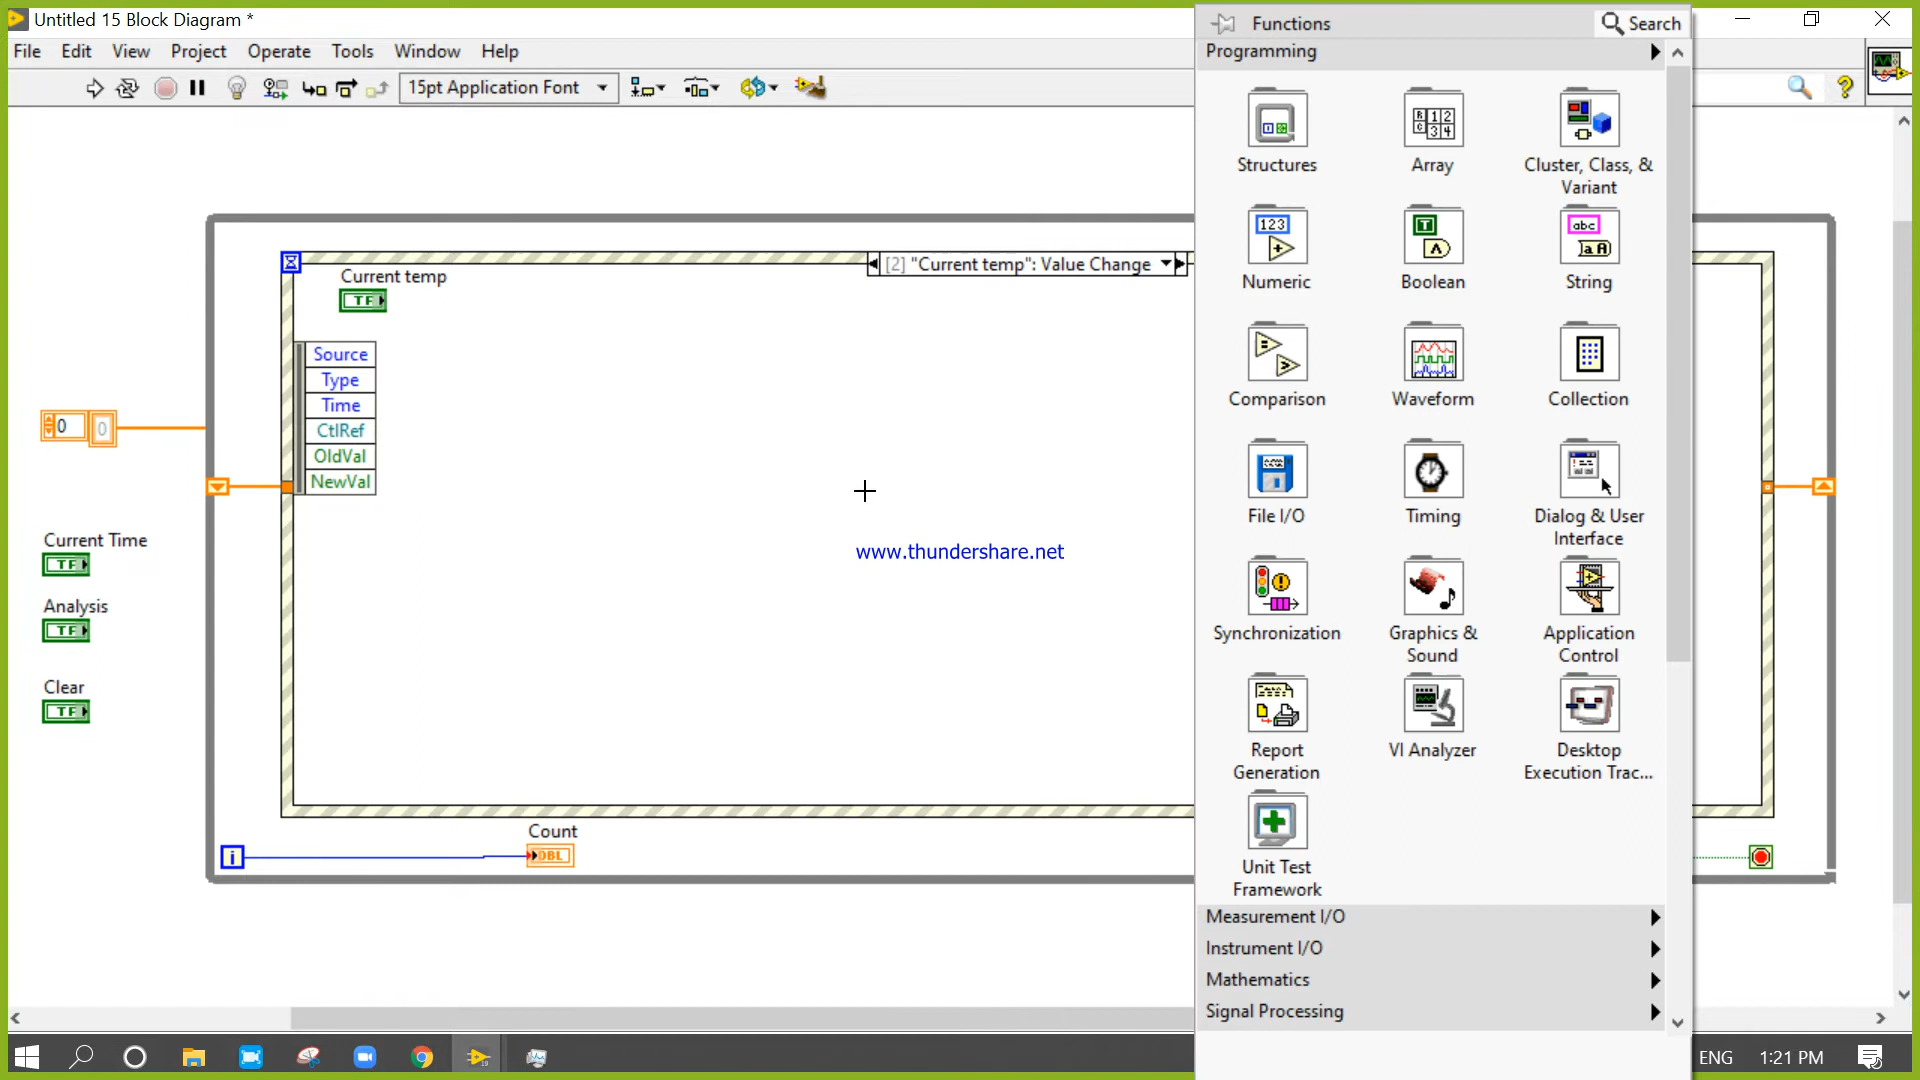 Untitled 15 Block Diagram *
File Edit View Project Operate Tools Window Help
15pt Application Font
Functions
Search
Programming
Structures
Array
Cluster, Class, &
Variant
Numeric
Boolean
String
Comparison
Waveform
Collection
File I/O
Timing
Dialog & User
Interface
Synchronization
Graphics &
Sound
Application
Control
Report
Generation
VI Analyzer
Desktop
Execution Trac...
Unit Test
Framework
Measurement I/O
Instrument I/O
Mathematics
Signal Processing
[2] "Current temp": Value Change
Current temp
TF
Source
Type
Time
CtlRef
OldVal
NewVal
0
0
www.thundershare.net
Current Time
TF
Analysis
TF
Clear
TF
Count
i
DBL
ENG 1:21 PM